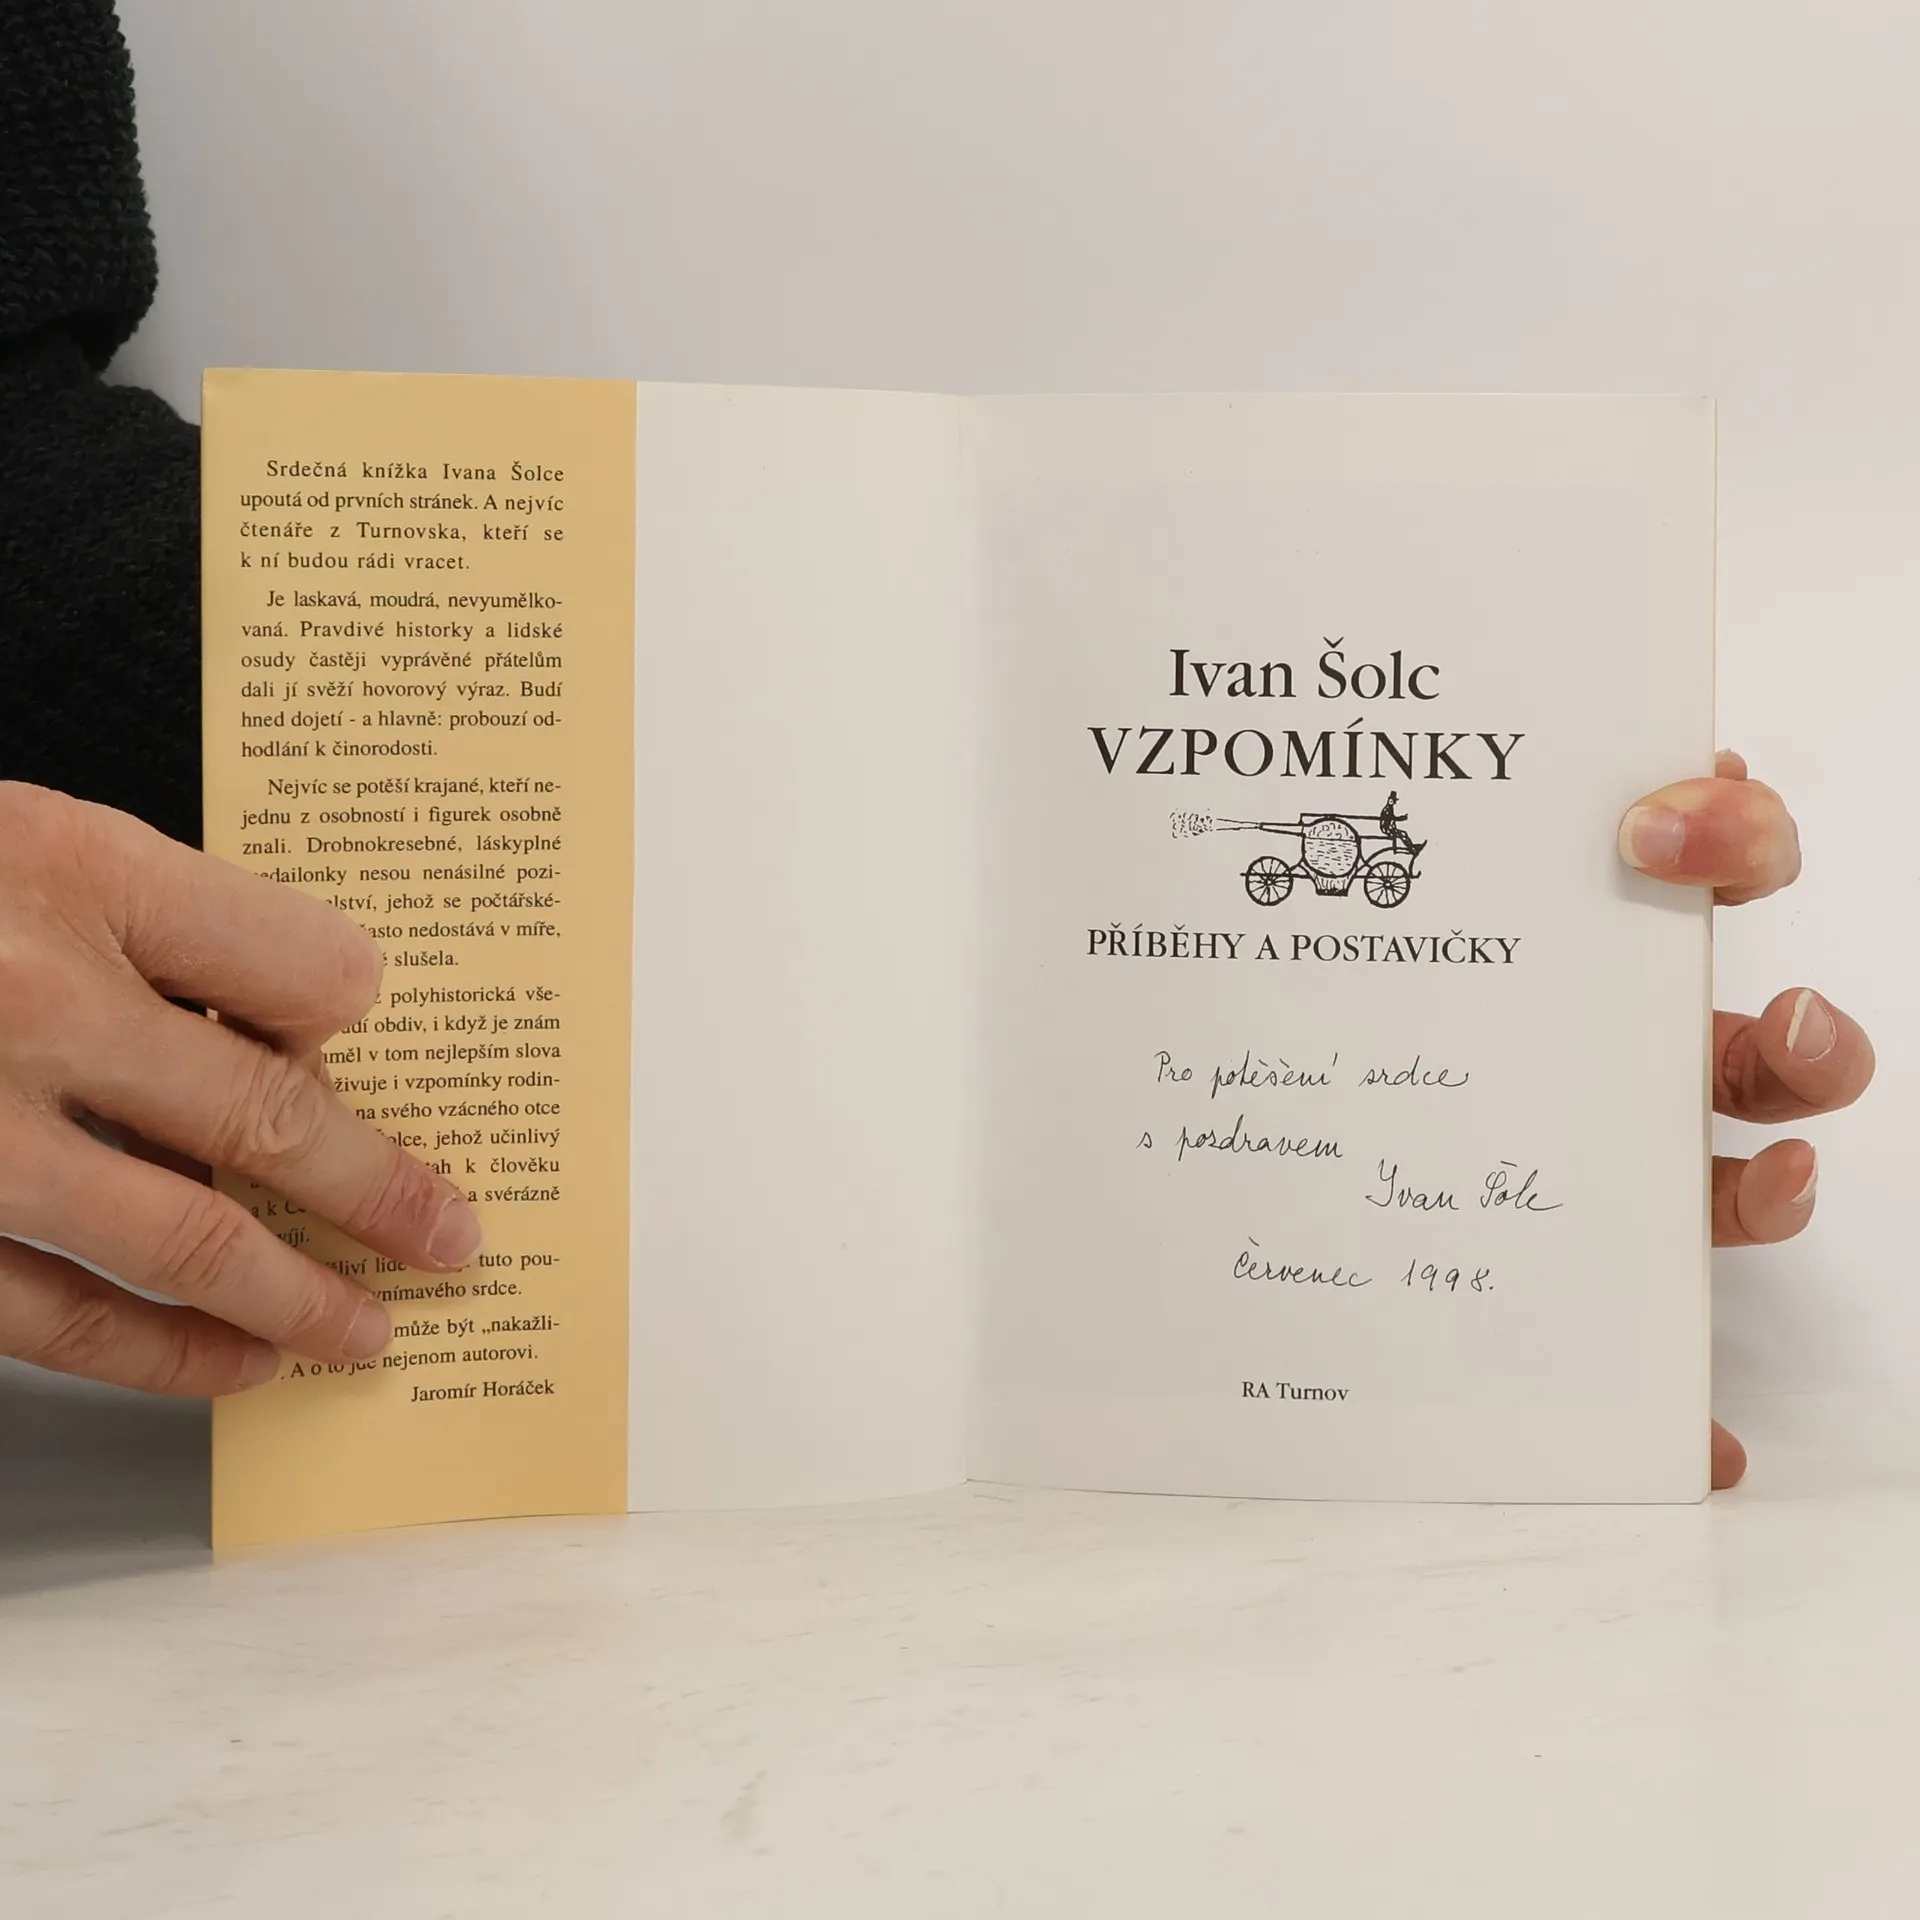 Srdečná knížka Ivana Šolce
upoutá od prvních stránek. A nejvíc
čtenáře z Turnovska, kteří se
k ní budou rádi vracet.
Je laskavá, moudrá, nevyumělko-
vaná. Pravdivé historky a lidské
osudy častěji vyprávěné přátelům
dali jí svěží hovorový výraz. Budí
hned dojetí - a hlavně: probouzí od-
hodlání k činorodosti.
Nejvíc se potěší krajané, kteří ne-
jednu z osobností i figurek osobně
znali. Drobnokresebné, láskyplné
nesou nenásilné pozi-
jehož se počtářské-
nedostává v míře,
slušela.
polyhistorická vše-
obdiv, i když je znám
v tom nejlepším slova
i vzpomínky rodin-
na svého vzácného otce
jehož učinlivý
k člověku
a svérázně
a k
tuto pou-
srdce.
může být „nakažli-
. A o to jde nejenom autorovi.
Jaromír Horáček
Ivan Šolc
VZPOMÍNKY
PŘÍBĚHY A POSTAVIČKY
Pro potěšení srdce
s pozdravem
Ivan Šolc
červenec 1998.
RA Turnov